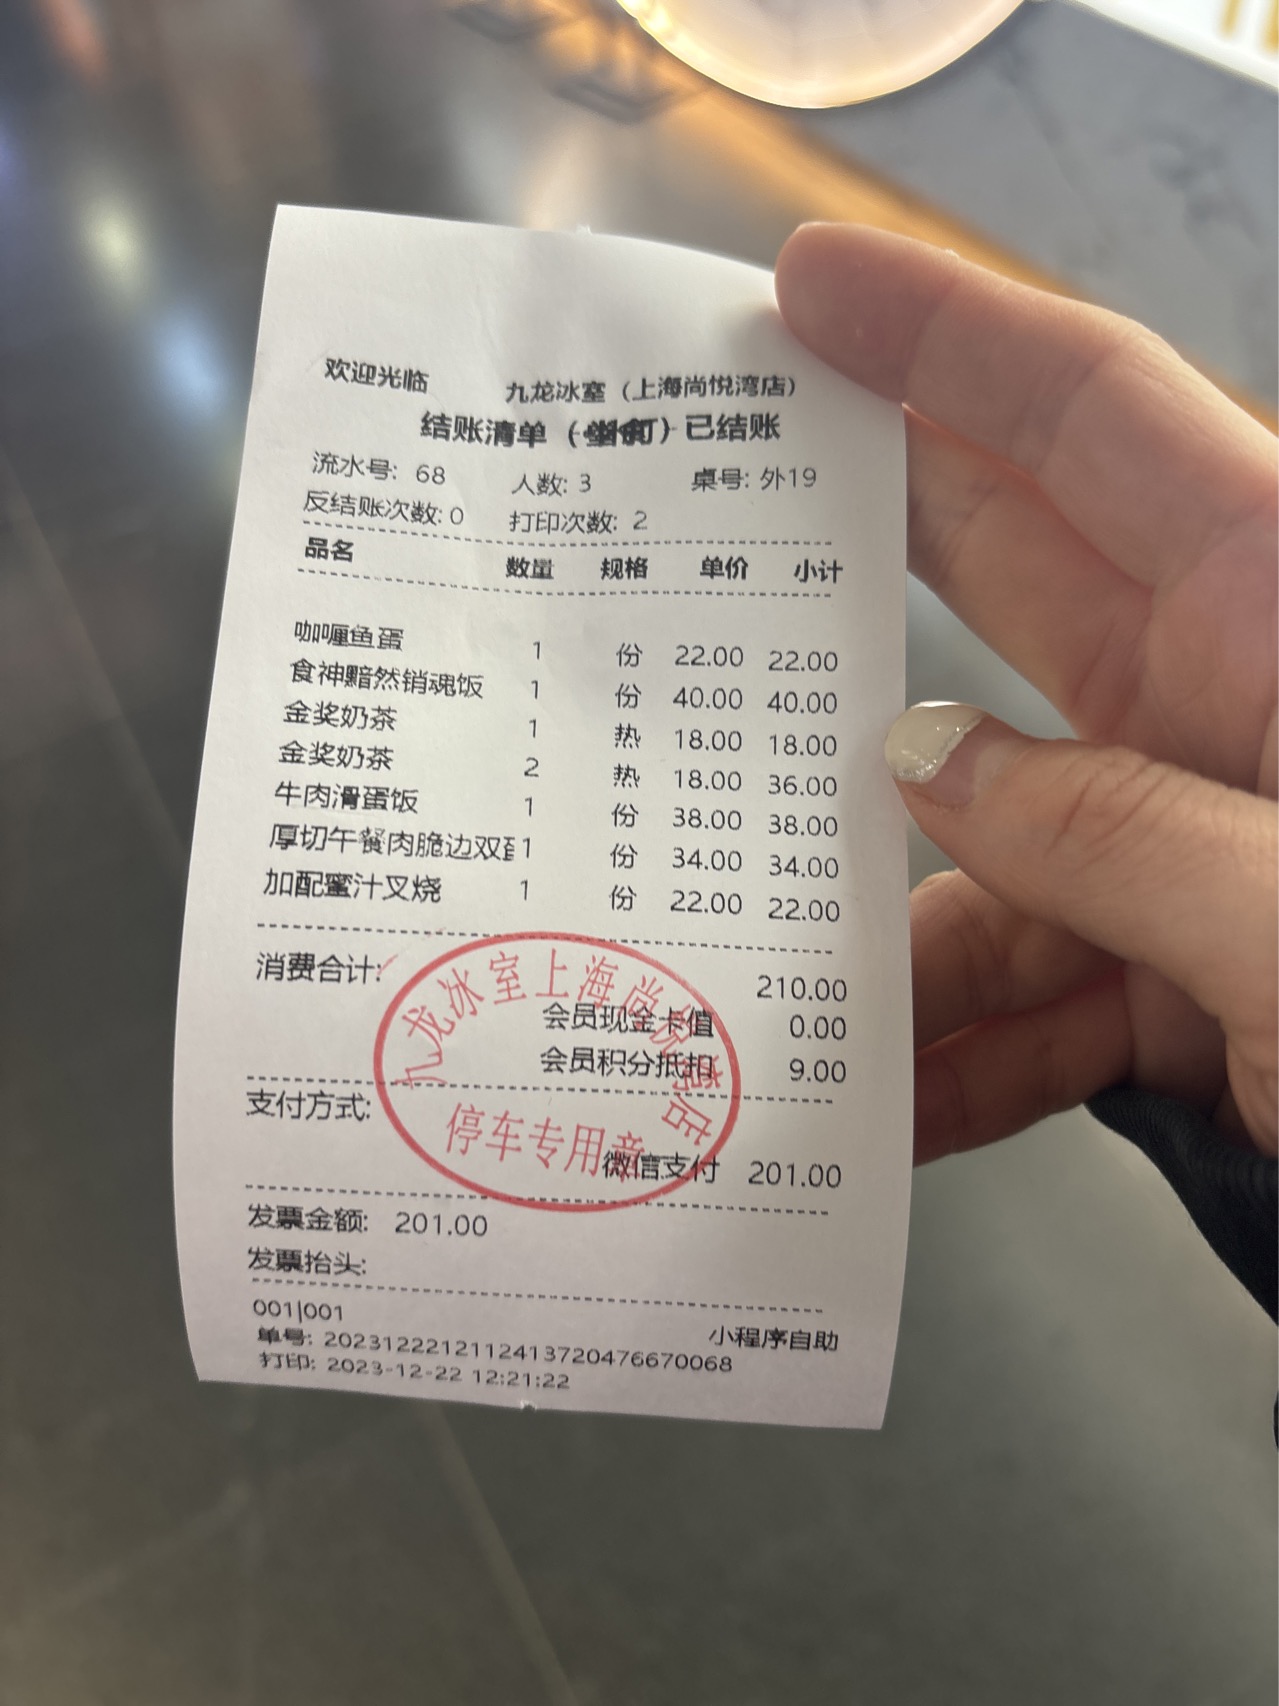 欢迎光临 九龙冰室（上海尚悦湾店）
结账清单（）已结账
流水号: 68 人数: 3 桌号: 外19
反结账次数: 0 打印次数: 2
品名 数量 规格 单价 小计
咖喱鱼蛋 1 份 22.00 22.00
食神黯然销魂饭 1 份 40.00 40.00
金奖奶茶 1 热 18.00 18.00
金奖奶茶 2 热 18.00 36.00
牛肉滑蛋饭 1 份 38.00 38.00
厚切午餐肉脆边双蛋 1 份 34.00 34.00
加配蜜汁叉烧 1 份 22.00 22.00
消费合计: 210.00
会员现金卡值 0.00
会员积分抵扣 9.00
支付方式:
微信支付 201.00
九龙冰室上海尚悦湾店
停车专用章
发票金额: 201.00
发票抬头:
001|001 小程序自助
单号: 20231222121124137204766​70068
打印: 2023-12-22 12:21:22